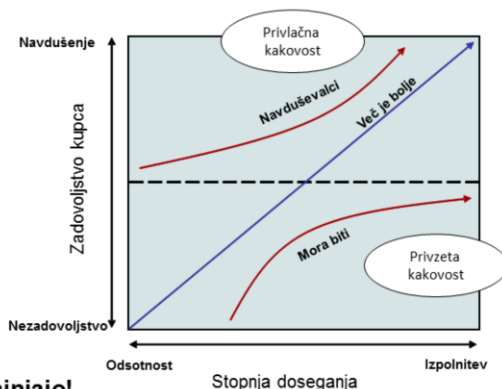 Navdušenje
Privlačna
kakovost
Navduševalci
Več je bolje
Zadovoljstvo kupca
Mora biti
Privzeta
kakovost
Nezadovoljstvo
Odsotnost
Izpolnitev
Stopnja doseganja